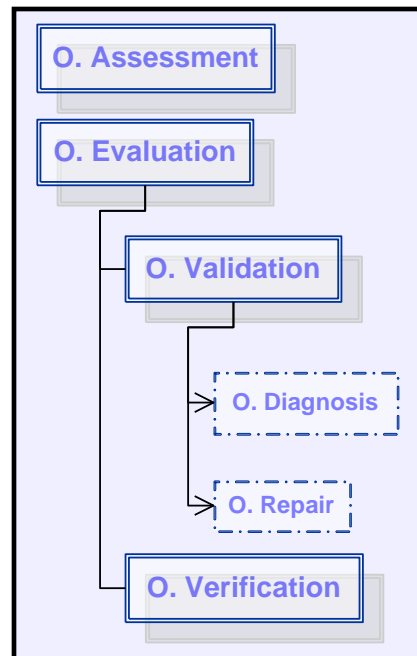 O. Assessment
O. Evaluation
O. Validation
O. Diagnosis
O. Repair
O. Verification